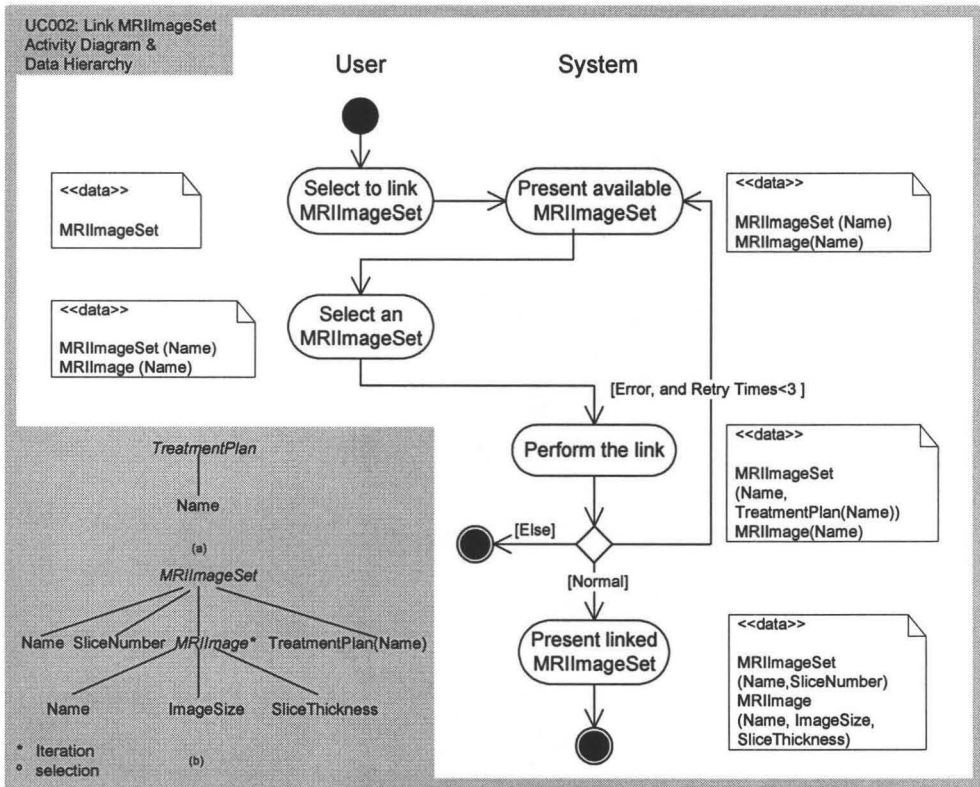 UC002: Link MRIImageSet
Activity Diagram &
Data Hierarchy
User
System
<<data>>
MRIImageSet
Select to link
MRIImageSet
Present available
MRIImageSet
<<data>>
MRIImageSet (Name)
MRIImage(Name)
<<data>>
MRIImageSet (Name)
MRIImage (Name)
Select an
MRIImageSet
[Error, and Retry Times<3 ]
Perform the link
<<data>>
MRIImageSet
(Name,
TreatmentPlan(Name))
MRIImage(Name)
[Else]
[Normal]
Present linked
MRIImageSet
<<data>>
MRIImageSet
(Name,SliceNumber)
MRIImage
(Name, ImageSize,
SliceThickness)
TreatmentPlan
Name
(a)
MRIImageSet
Name SliceNumber MRIImage* TreatmentPlan(Name)
Name ImageSize SliceThickness
* Iteration
° selection
(b)